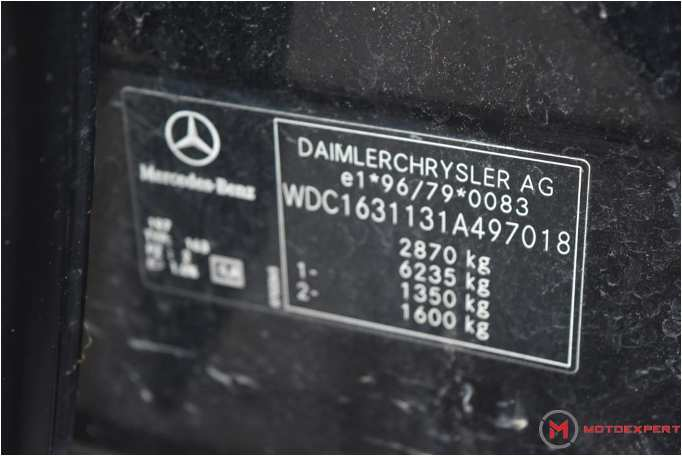 Mercedes-Benz
DAIMLERCHRYSLER AG
e1*96/79*0083
WDC1631131A497018
2870 kg
1- 6235 kg
2- 1350 kg
1600 kg
MOTOEXPERT